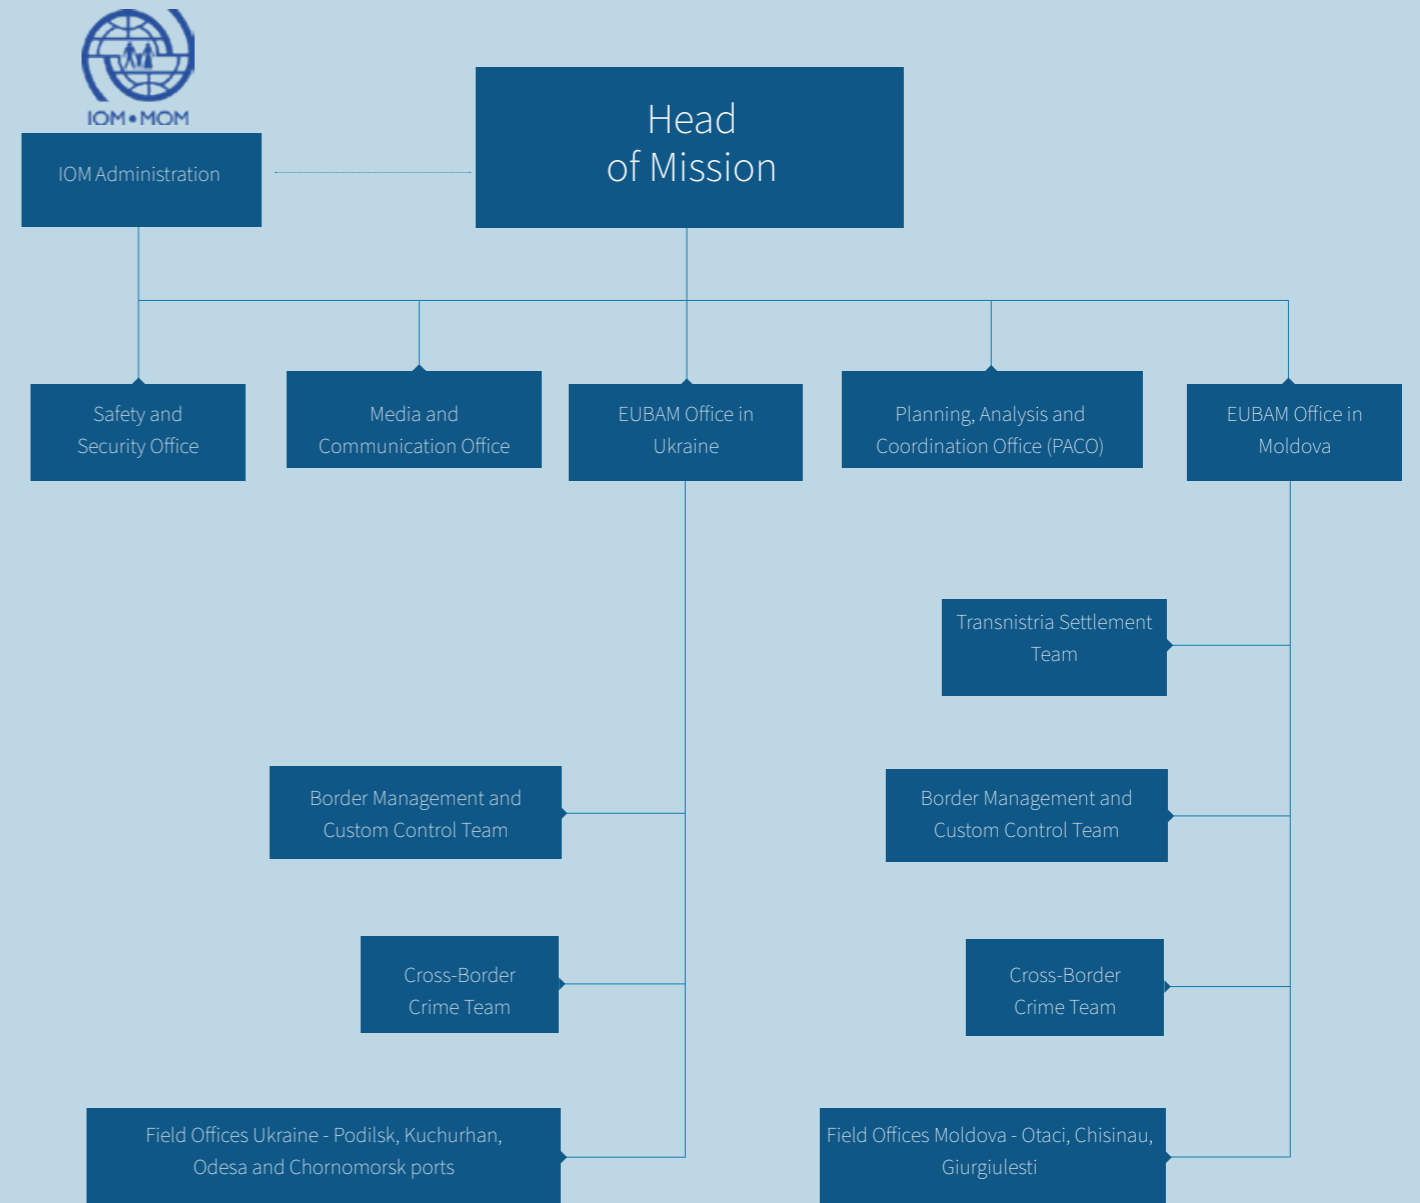 IOM•MOM
Head
of Mission
IOM Administration
Safety and
Security Office
Media and
Communication Office
EUBAM Office in
Ukraine
Planning, Analysis and
Coordination Office (PACO)
EUBAM Office in
Moldova
Transnistria Settlement
Team
Border Management and
Custom Control Team
Border Management and
Custom Control Team
Cross-Border
Crime Team
Cross-Border
Crime Team
Field Offices Ukraine - Podilsk, Kuchurhan,
Odesa and Chornomorsk ports
Field Offices Moldova - Otaci, Chisinau,
Giurgiulesti